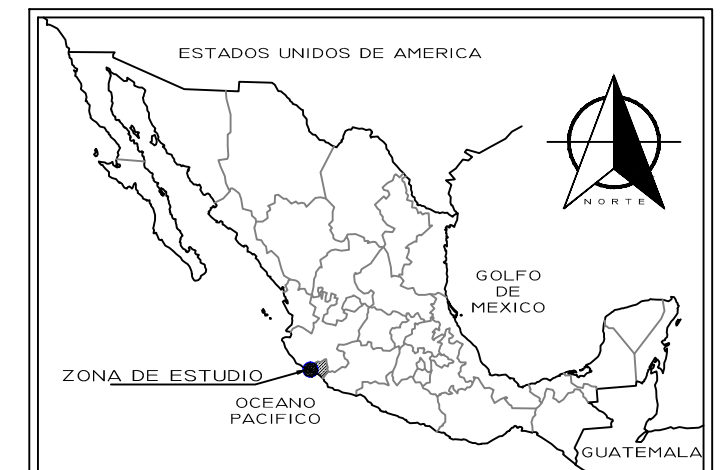 ESTADOS UNIDOS DE AMERICA
NORTE
GOLFO
DE
MEXICO
ZONA DE ESTUDIO
OCEANO
PACIFICO
GUATEMALA